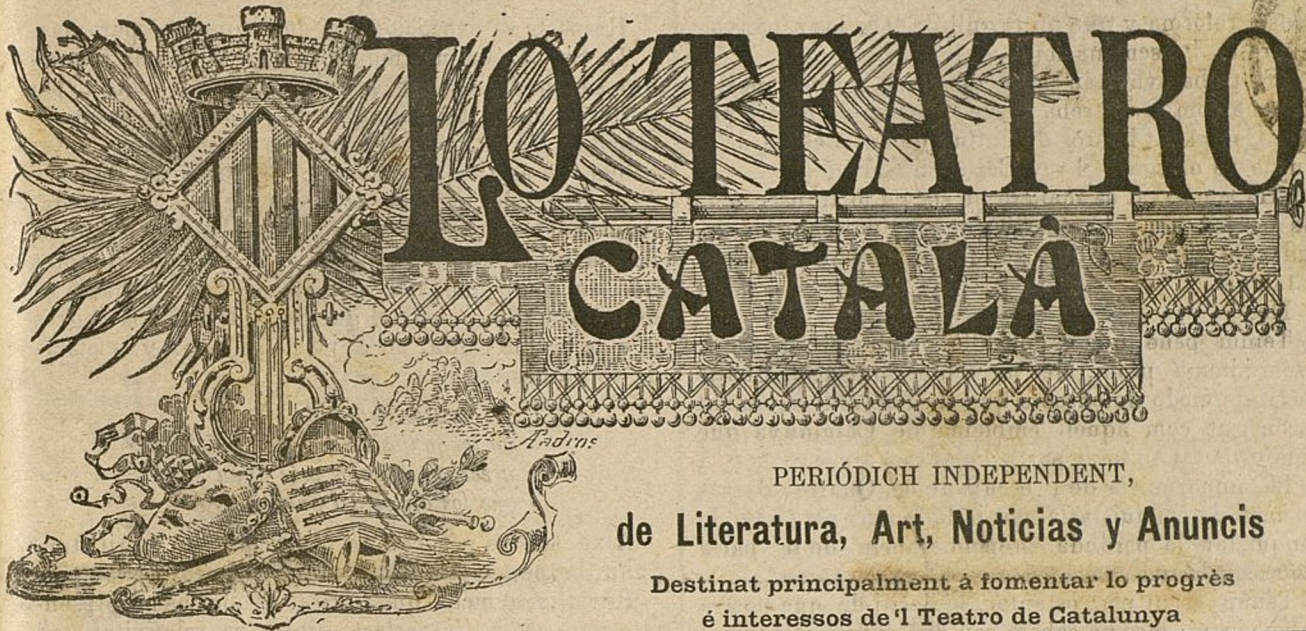 LO TEATRO
CATALÀ
Andros
PERIÓDICH INDEPENDENT,
de Literatura, Art, Noticias y Anuncis
Destinat principalment á fomentar lo progrès
é interessos de'l Teatro de Catalunya